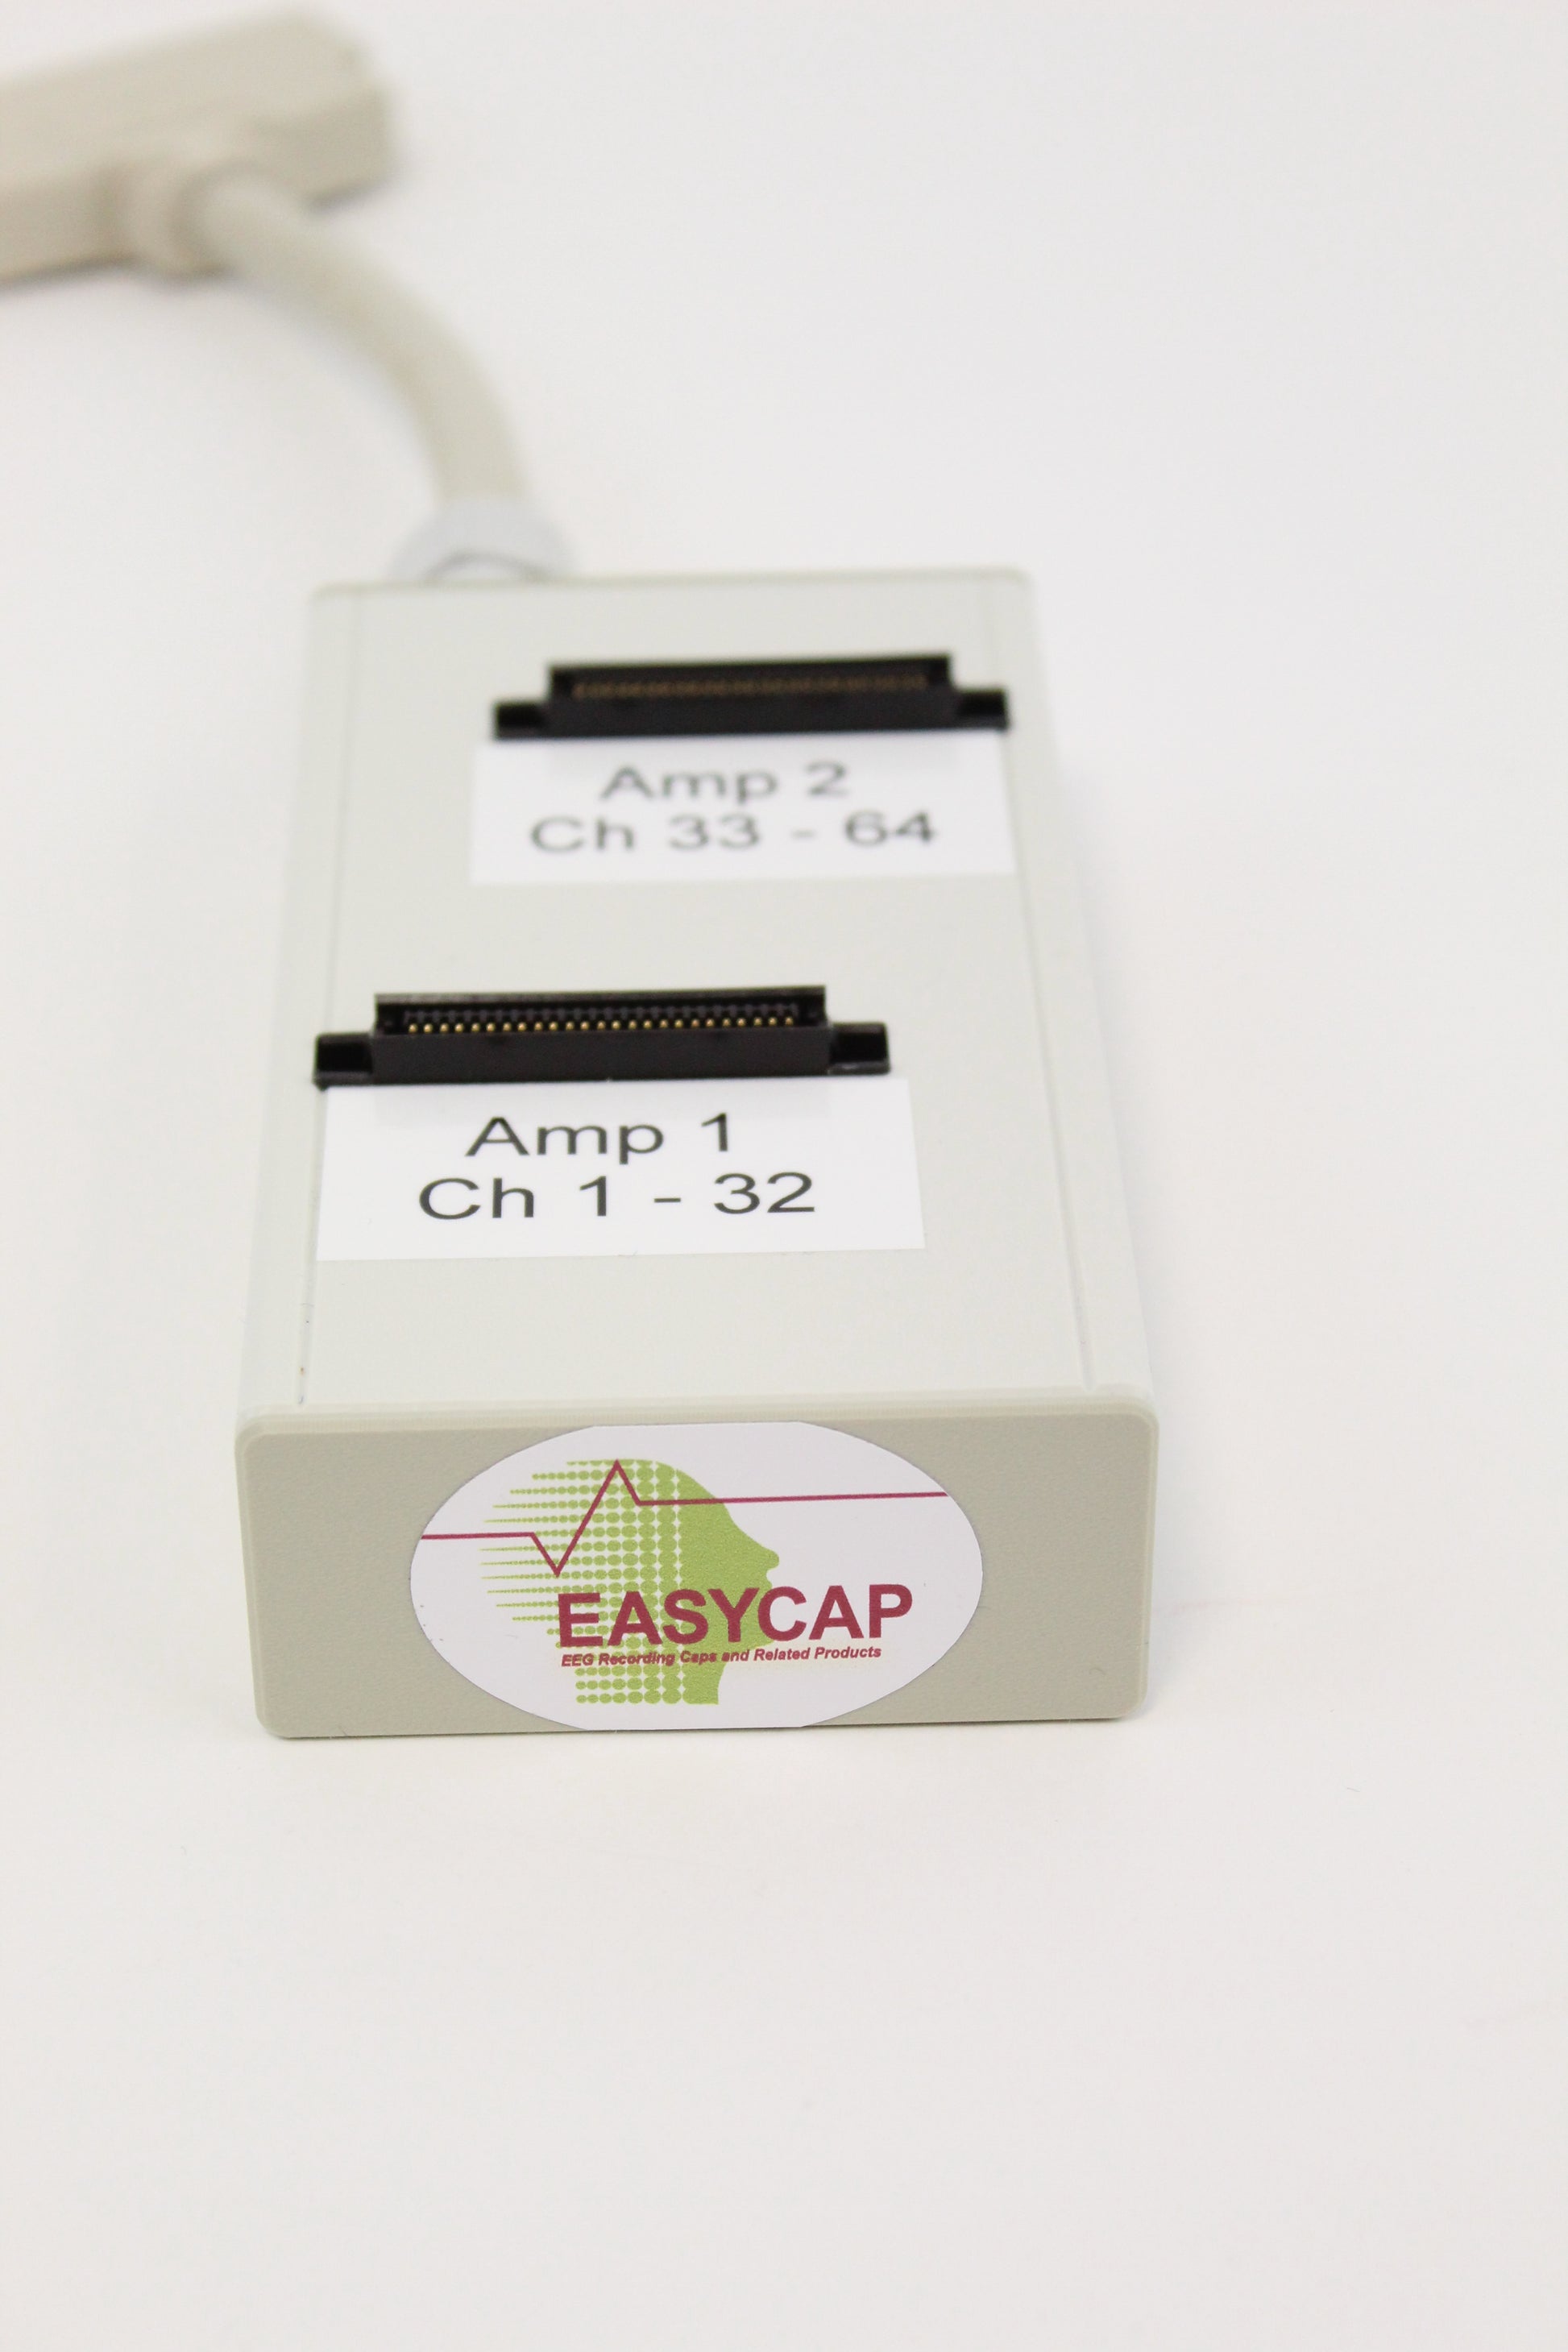 Amp 2
Ch 33 - 64
Amp 1
Ch 1 - 32
EASYCAP
EEG Recording Caps and Related Products